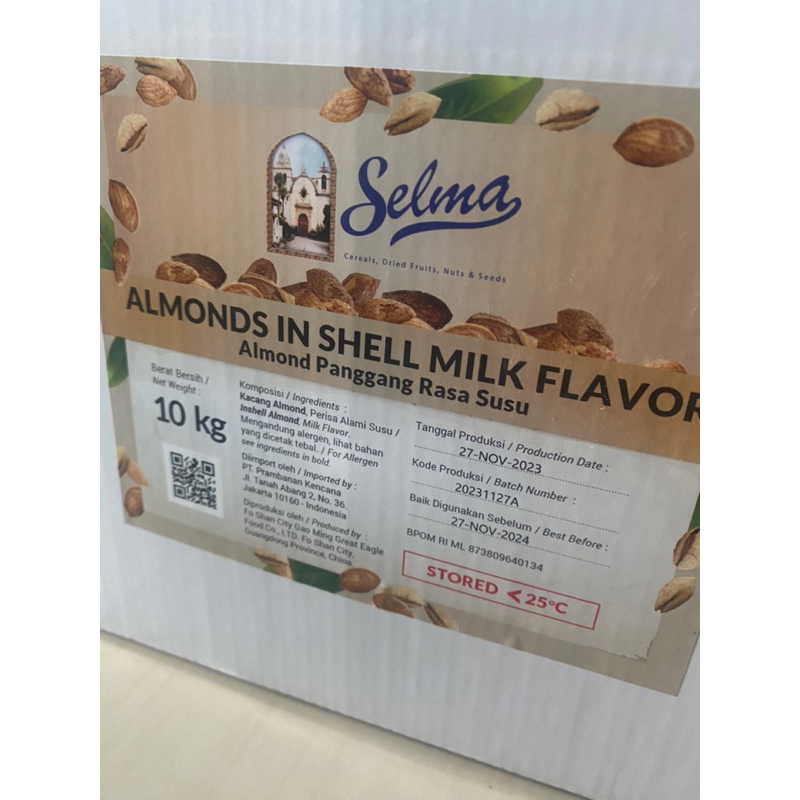 Selma
Cereals, Dried Fruits, Nuts & Seeds
ALMONDS IN SHELL MILK FLAVOR
Almond Panggang Rasa Susu
Berat Bersih /
Net Weight :
10 kg
Komposisi / Ingredients :
Kacang Almond, Perisa Alami Susu /
Inshell Almond, Milk Flavor.
Mengandung alergen, lihat bahan
yang dicetak tebal. / For Allergen
see ingredients in bold.
Diimport oleh / Imported by :
PT. Prambanan Kencana
Jl. Tanah Abang 2, No. 36.
Jakarta 10160 - Indonesia
Diproduksi oleh / Produced by :
Fo Shan City Gao Ming Great Eagle
Food Co., LTD. Fo Shan City,
Guangdong Province, China.
Tanggal Produksi / Production Date :
27-NOV-2023
Kode Produksi / Batch Number :
20231127A
Baik Digunakan Sebelum / Best Before :
27-NOV-2024
BPOM RI ML 873809640134
STORED < 25°C